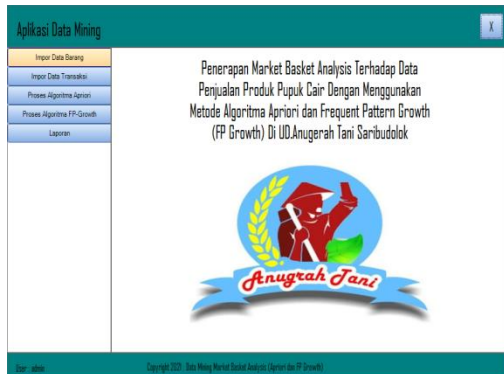 Aplikasi Data Mining
X
Impor Data Barang
Impor Data Transaksi
Proses Algoritma Apriori
Proses Algoritma FP-Growth
Laporan
Penerapan Market Basket Analysis Terhadap Data
Penjualan Produk Pupuk Cair Dengan Menggunakan
Metode Algoritma Apriori dan Frequent Pattern Growth
(FP Growth) Di UD.Anugerah Tani Saribudolok
Anugrah Tani
User : admin
Copyright 2021 : Data Mining Market Basket Analysis (Apriori dan FP Growth)